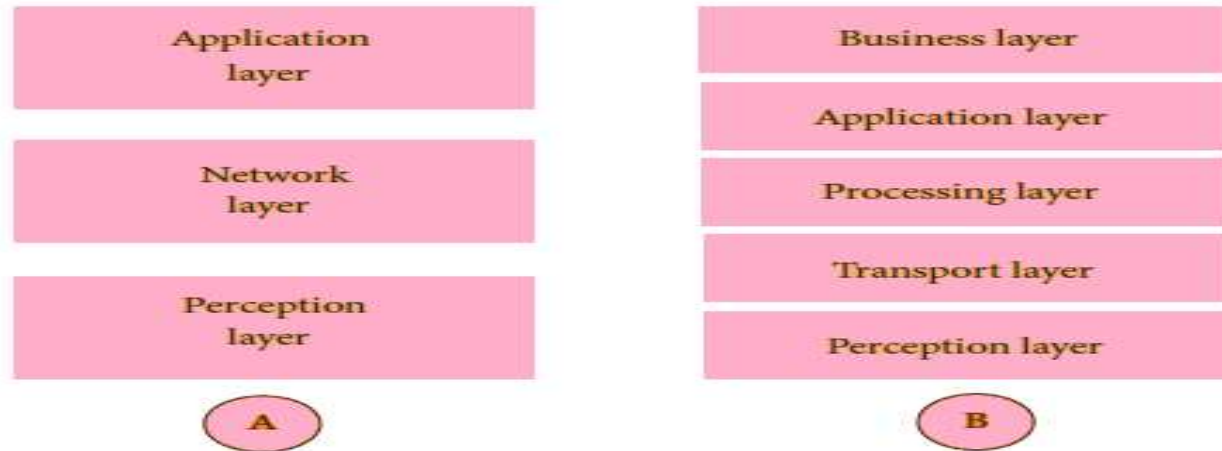 Application
layer
Network
layer
Perception
layer
A
Business layer
Application layer
Processing layer
Transport layer
Perception layer
B